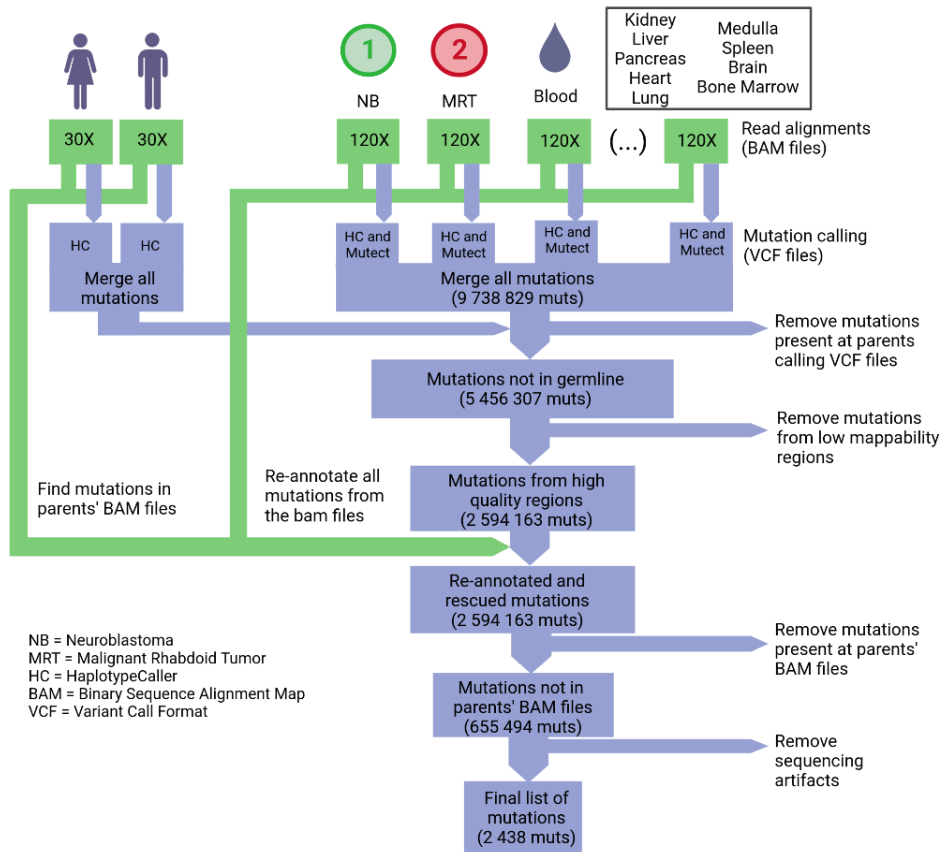 Kidney
Liver
Pancreas
Heart
Lung
Medulla
Spleen
Brain
Bone Marrow
1
2
NB
MRT
Blood
30X
30X
120X
120X
120X
(...)
120X
Read alignments
(BAM files)
HC
HC
HC and
Mutect
HC and
Mutect
HC and
Mutect
HC and
Mutect
Mutation calling
(VCF files)
Merge all
mutations
Merge all mutations
(9 738 829 muts)
Remove mutations
present at parents
calling VCF files
Mutations not in germline
(5 456 307 muts)
Remove mutations
from low mappability
regions
Find mutations in
parents' BAM files
Re-annotate all
mutations from
the bam files
Mutations from high
quality regions
(2 594 163 muts)
Re-annotated and
rescued mutations
(2 594 163 muts)
Remove mutations
present at parents'
BAM files
NB = Neuroblastoma
MRT = Malignant Rhabdoid Tumor
HC = HaplotypeCaller
BAM = Binary Sequence Alignment Map
VCF = Variant Call Format
Mutations not in
parents' BAM files
(655 494 muts)
Remove
sequencing
artifacts
Final list of
mutations
(2 438 muts)